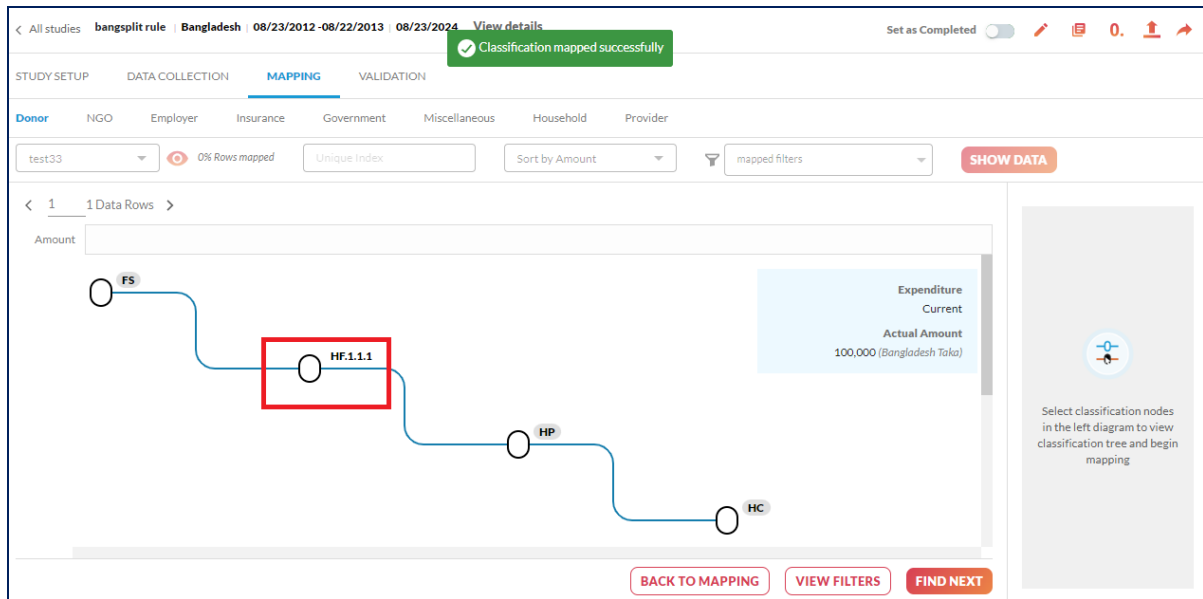 All studies bangsplit rule | Bangladesh | 08/23/2012 -08/22/2013 | 08/23/2024 View details
Set as Completed
0.
Classification mapped successfully
STUDY SETUP DATA COLLECTION MAPPING VALIDATION
Donor NGO Employer Insurance Government Miscellaneous Household Provider
test33 0% Rows mapped Unique Index Sort by Amount mapped filters SHOW DATA
1 1 Data Rows
Amount
FS
Expenditure
Current
Actual Amount
100,000 (Bangladesh Taka)
HF.1.1.1
HP
HC
Select classification nodes
in the left diagram to view
classification tree and begin
mapping
BACK TO MAPPING VIEW FILTERS FIND NEXT